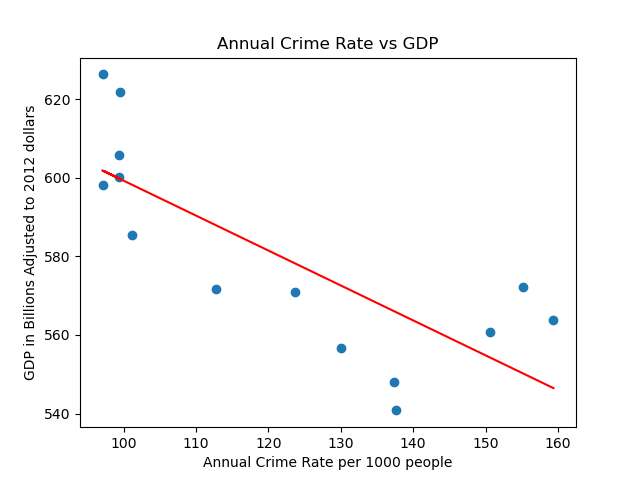 Annual Crime Rate vs GDP
GDP in Billions Adjusted to 2012 dollars
620
600
580
560
540
100 110 120 130 140 150 160
Annual Crime Rate per 1000 people